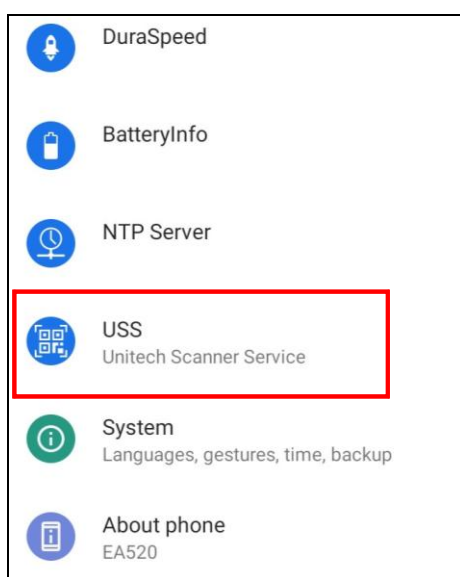 DuraSpeed
BatteryInfo
NTP Server
USS
Unitech Scanner Service
System
Languages, gestures, time, backup
About phone
EA520